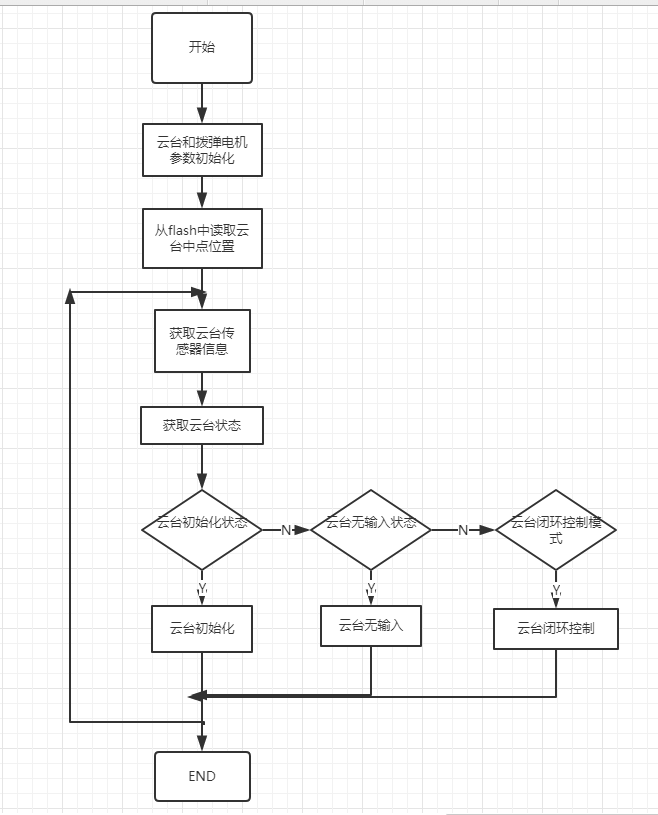 开始
云台和拨弹电机
参数初始化
从flash中读取云
台中点位置
获取云台传
感器信息
获取云台状态
云台初始化状态
N
云台无输入状态
N
云台闭环控制模
式
Y
Y
Y
云台初始化
云台无输入
云台闭环控制
END